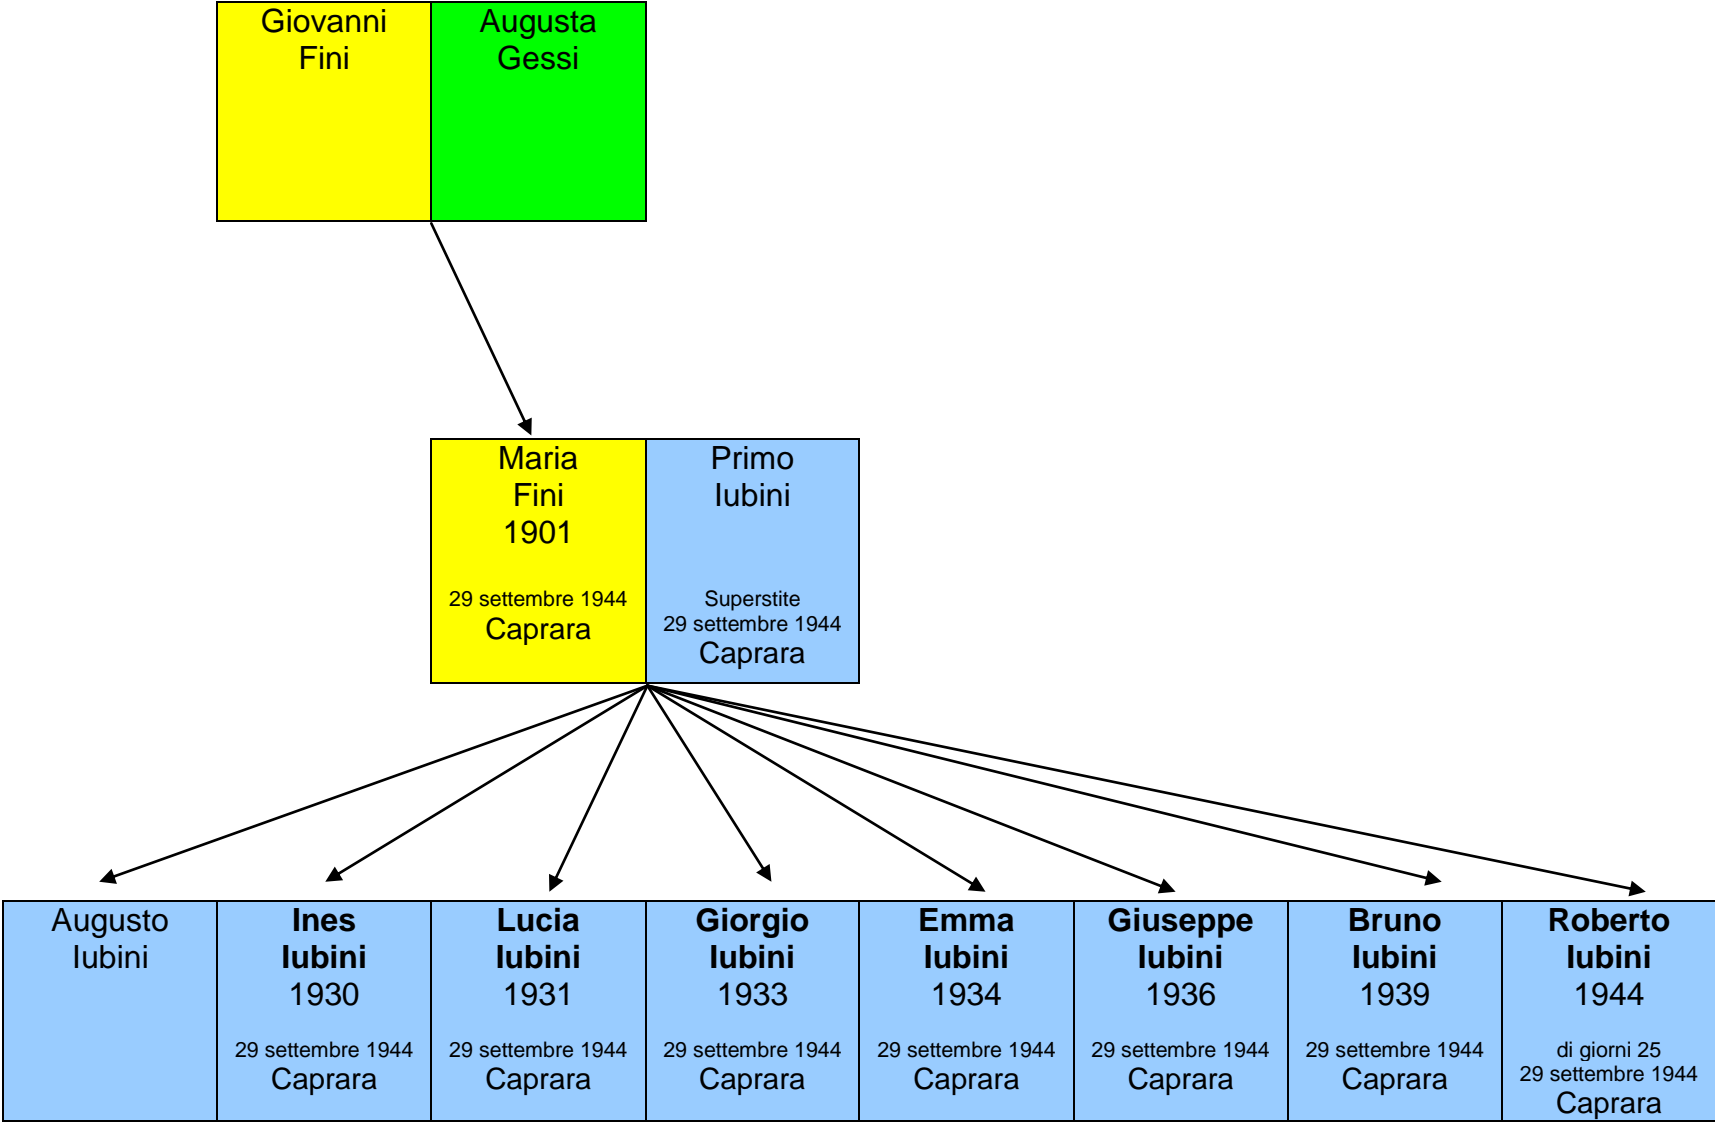 Giovanni
Fini
Augusta
Gessi
Maria
Fini
1901
29 settembre 1944
Caprara
Primo
Iubini
Superstite
29 settembre 1944
Caprara
Augusto
Iubini
Ines
Iubini
1930
29 settembre 1944
Caprara
Lucia
Iubini
1931
29 settembre 1944
Caprara
Giorgio
Iubini
1933
29 settembre 1944
Caprara
Emma
Iubini
1934
29 settembre 1944
Caprara
Giuseppe
Iubini
1936
29 settembre 1944
Caprara
Bruno
Iubini
1939
29 settembre 1944
Caprara
Roberto
Iubini
1944
di giorni 25
29 settembre 1944
Caprara